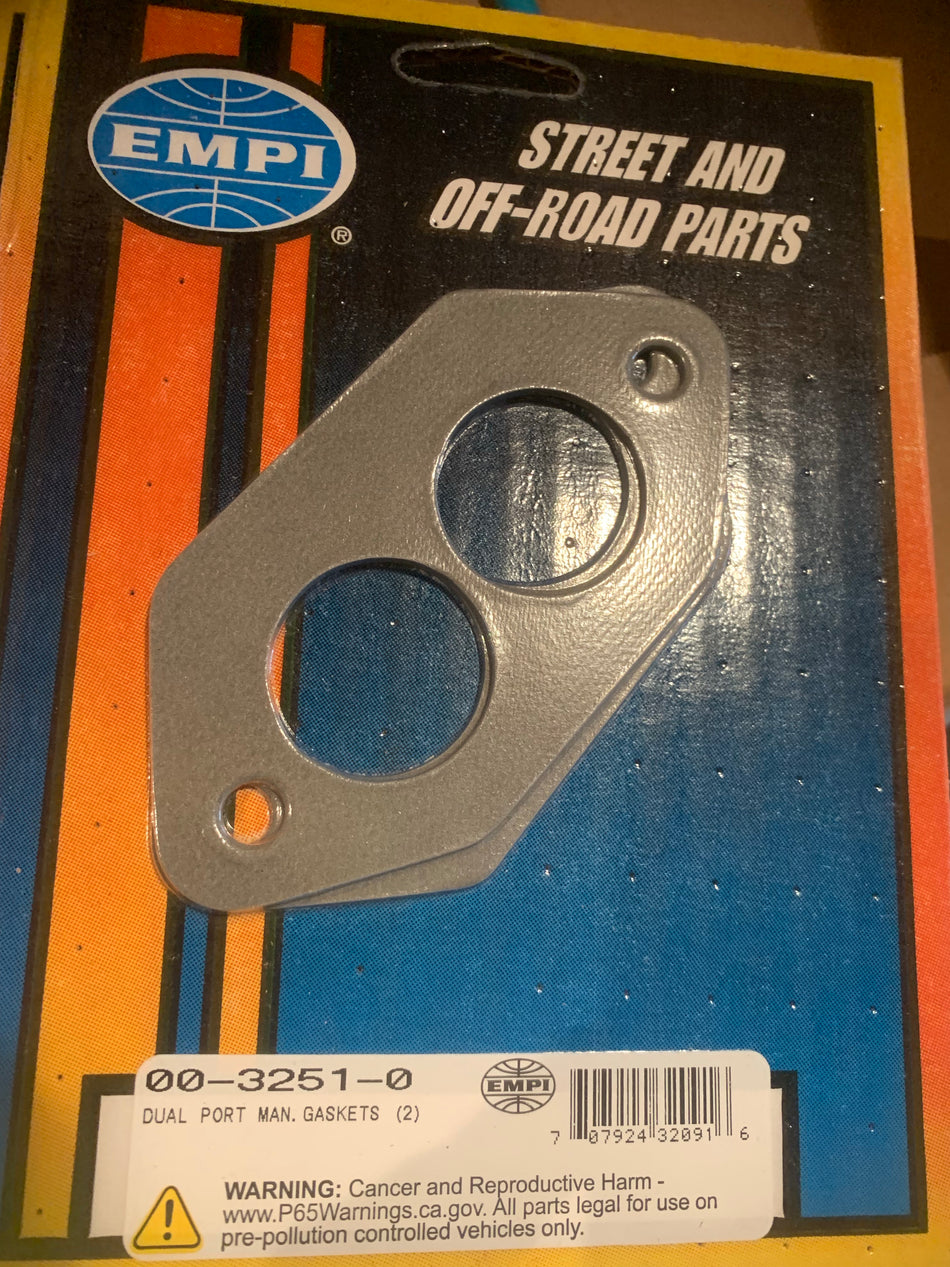 EMPI
®
STREET AND
OFF-ROAD PARTS
00-3251-0
DUAL PORT MAN.GASKETS (2)
EMPI
7 07924 32091 6
WARNING: Cancer and Reproductive Harm -
www.P65Warnings.ca.gov. All parts legal for use on
pre-pollution controlled vehicles only.